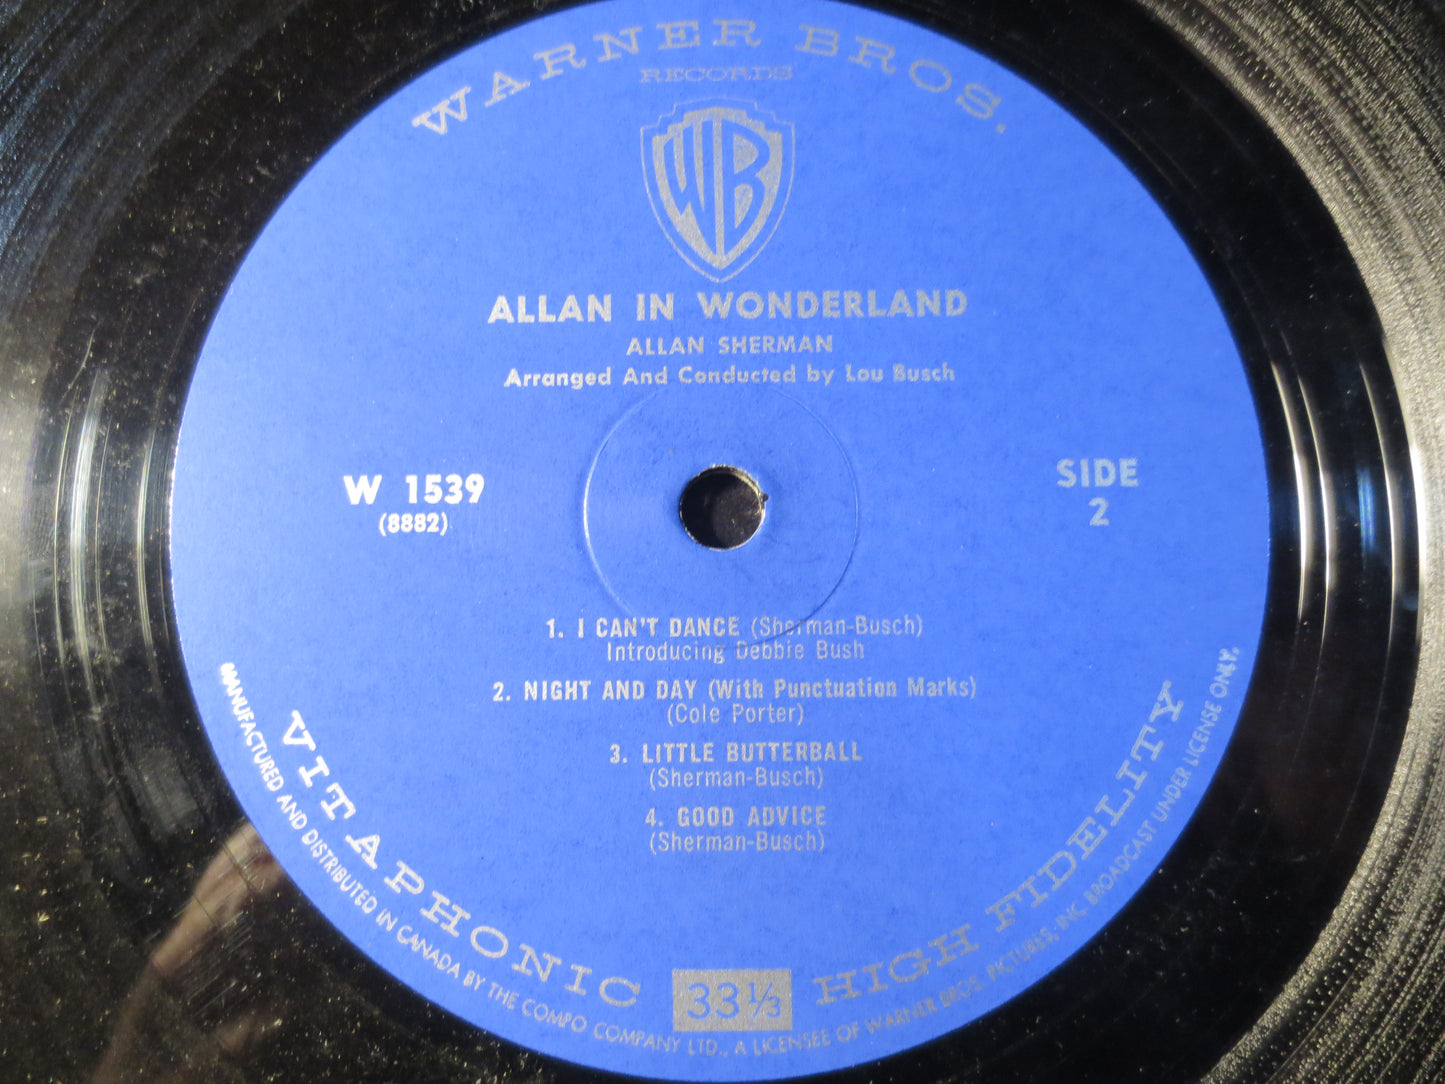 WARNER BROS.
RECORDS
WB
ALLAN IN WONDERLAND
ALLAN SHERMAN
Arranged And Conducted by Lou Busch
W 1539
(8882)
SIDE
2
1. I CAN'T DANCE (Sherman-Busch)
Introducing Debbie Bush
2. NIGHT AND DAY (With Punctuation Marks)
(Cole Porter)
3. LITTLE BUTTERBALL
(Sherman-Busch)
4. GOOD ADVICE
(Sherman-Busch)
VITAPHONIC 33 1/3 HIGH FIDELITY
MANUFACTURED AND DISTRIBUTED IN CANADA BY THE COMPO COMPANY LTD., A LICENSEE OF WARNER BROS. PICTURES, INC. BROADCAST UNDER LICENSE ONLY.